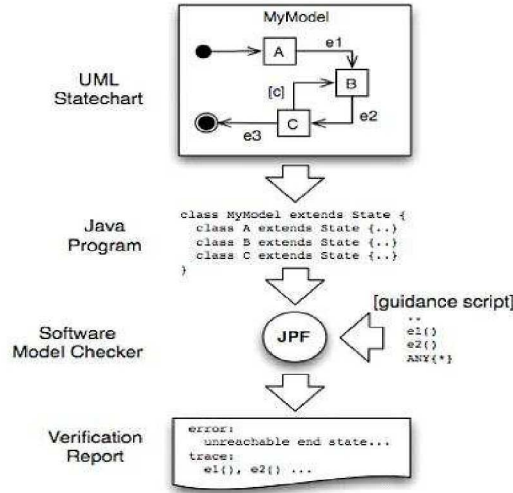 MyModel
A
e1
UML
Statechart
[c]
B
C
e2
e3
Java
Program
class MyModel extends State {
class A extends State {..}
class B extends State {..}
class C extends State {..}
}
Software
Model Checker
JPF
[guidance script]
..
e1()
e2()
ANY{*}
Verification
Report
error:
unreachable end state...
trace:
e1(), e2() ...